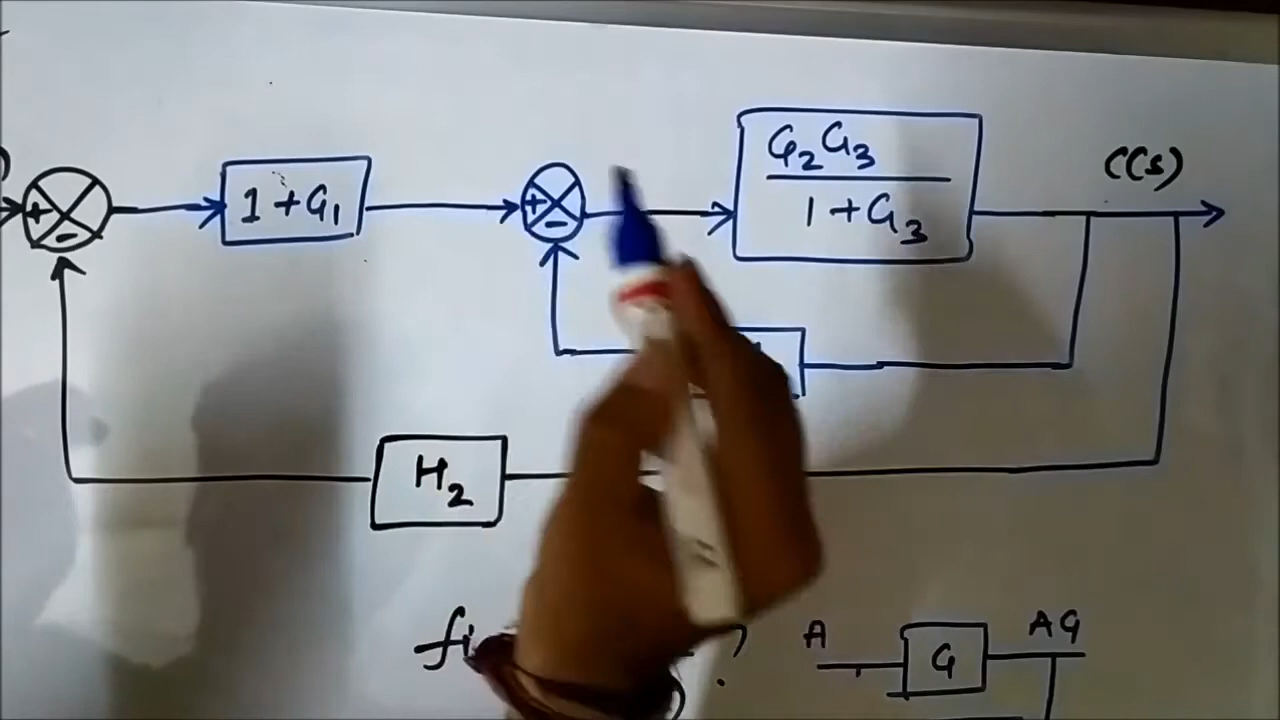 C(s)
G₂G₃
1 + G₁
+
+
1 + G₃
-
-
H₂
A
G
AG
?